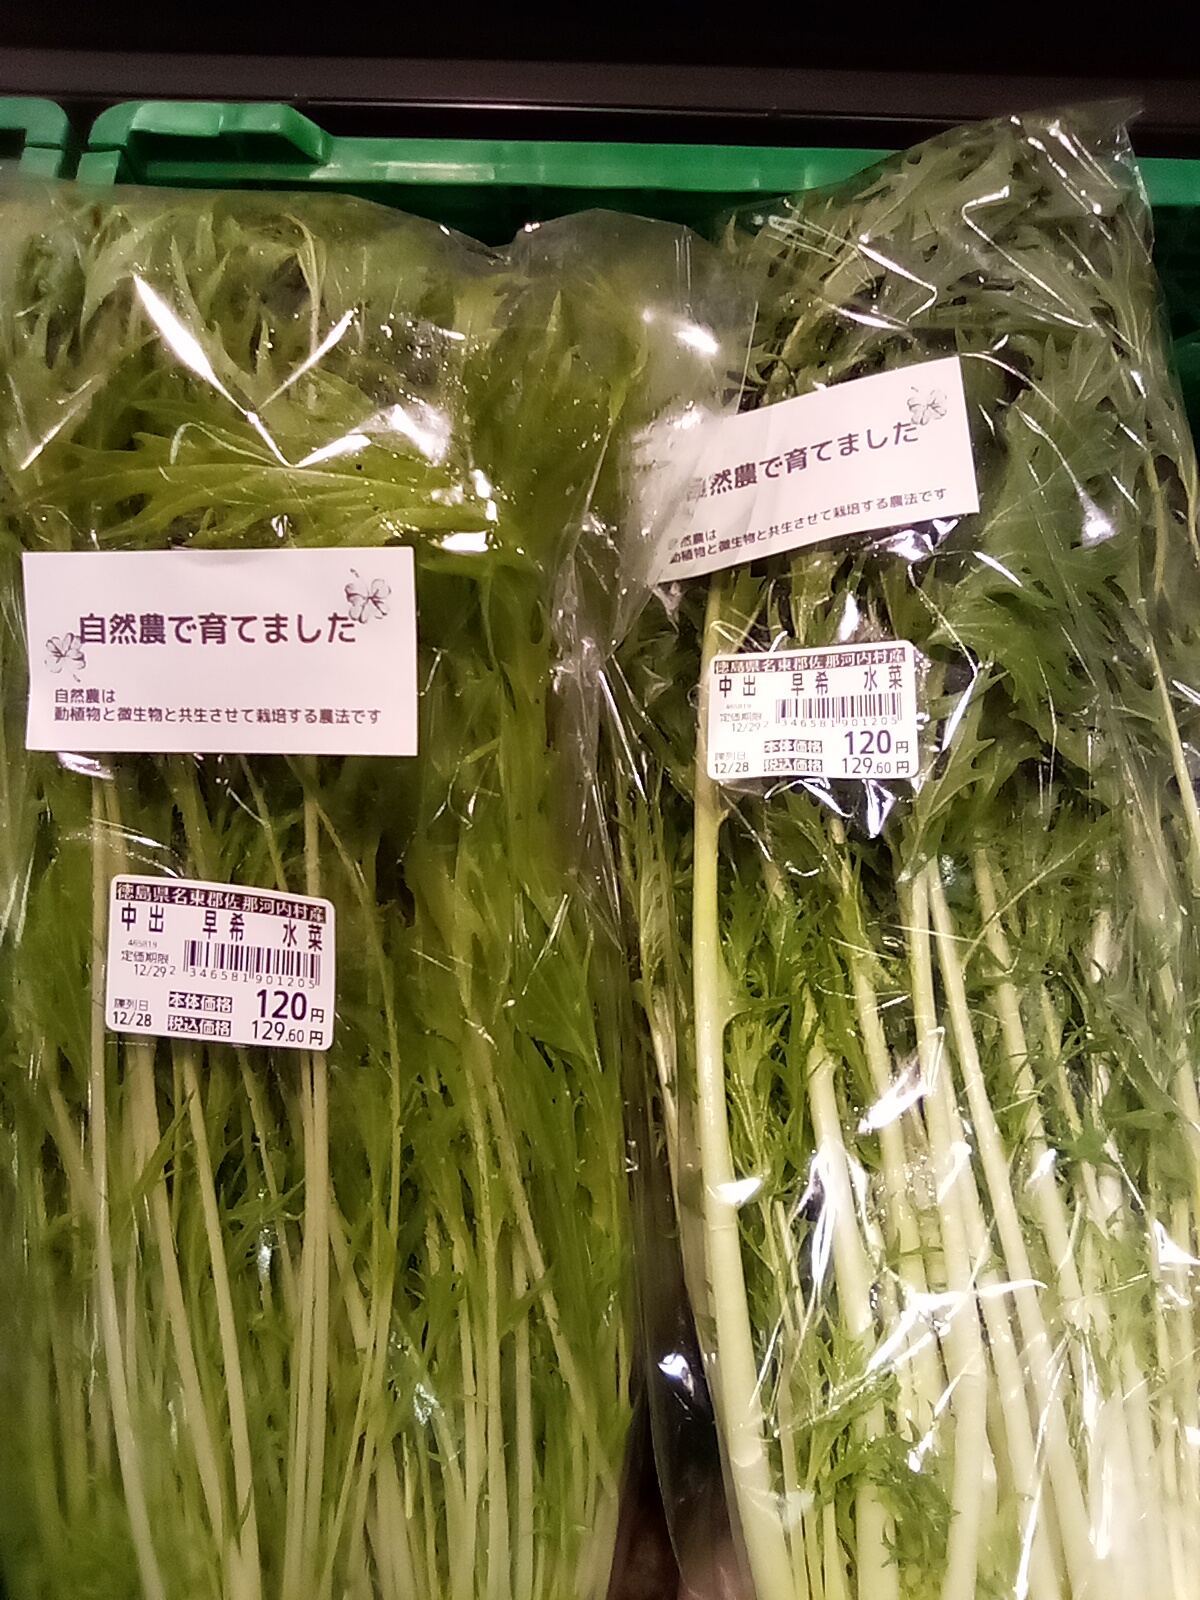 自然農で育てました
自然農は
動植物と微生物と共生させて栽培する農法です
徳島県名東郡佐那河内村産
中出 早希 水菜
465819
定価期限
12/29
2 346581 901205
陳列日
12/28
本体価格 120円
税込価格 129.60円
自然農で育てました
自然農は
動植物と微生物と共生させて栽培する農法です
徳島県名東郡佐那河内村産
中出 早希 水菜
465819
定価期限
12/29
2 346581 901205
陳列日
12/28
本体価格 120円
税込価格 129.60円